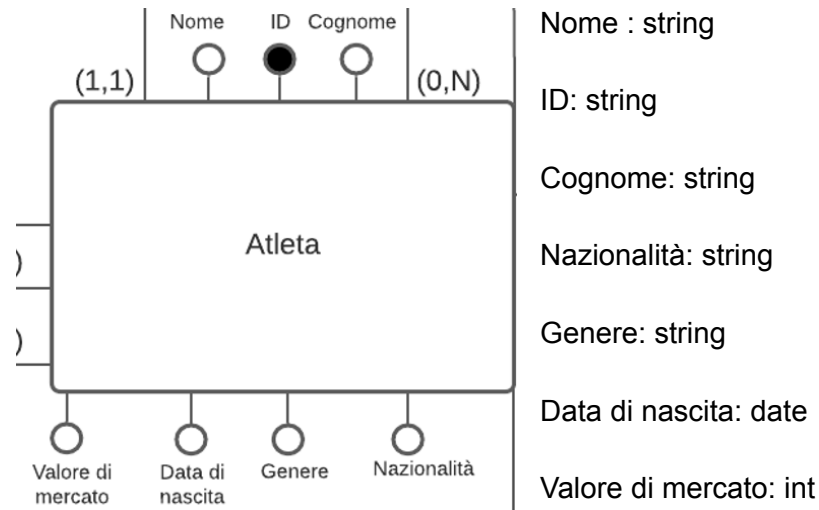 Nome ID Cognome
(1,1) (0,N)
Atleta
)
)
Valore di mercato
Data di nascita
Genere
Nazionalità
Nome : string
ID: string
Cognome: string
Nazionalità: string
Genere: string
Data di nascita: date
Valore di mercato: int